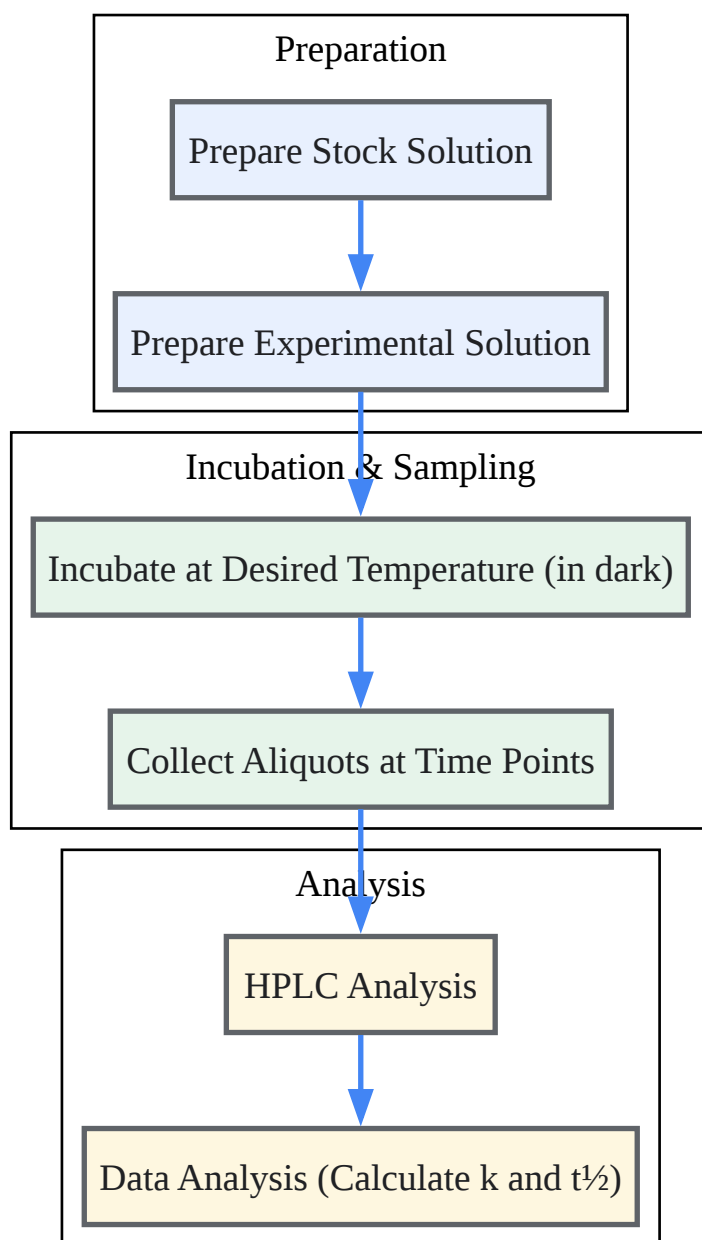 Preparation
Prepare Stock Solution
Prepare Experimental Solution
Incubation & Sampling
Incubate at Desired Temperature (in dark)
Collect Aliquots at Time Points
Analysis
HPLC Analysis
Data Analysis (Calculate k and t½)